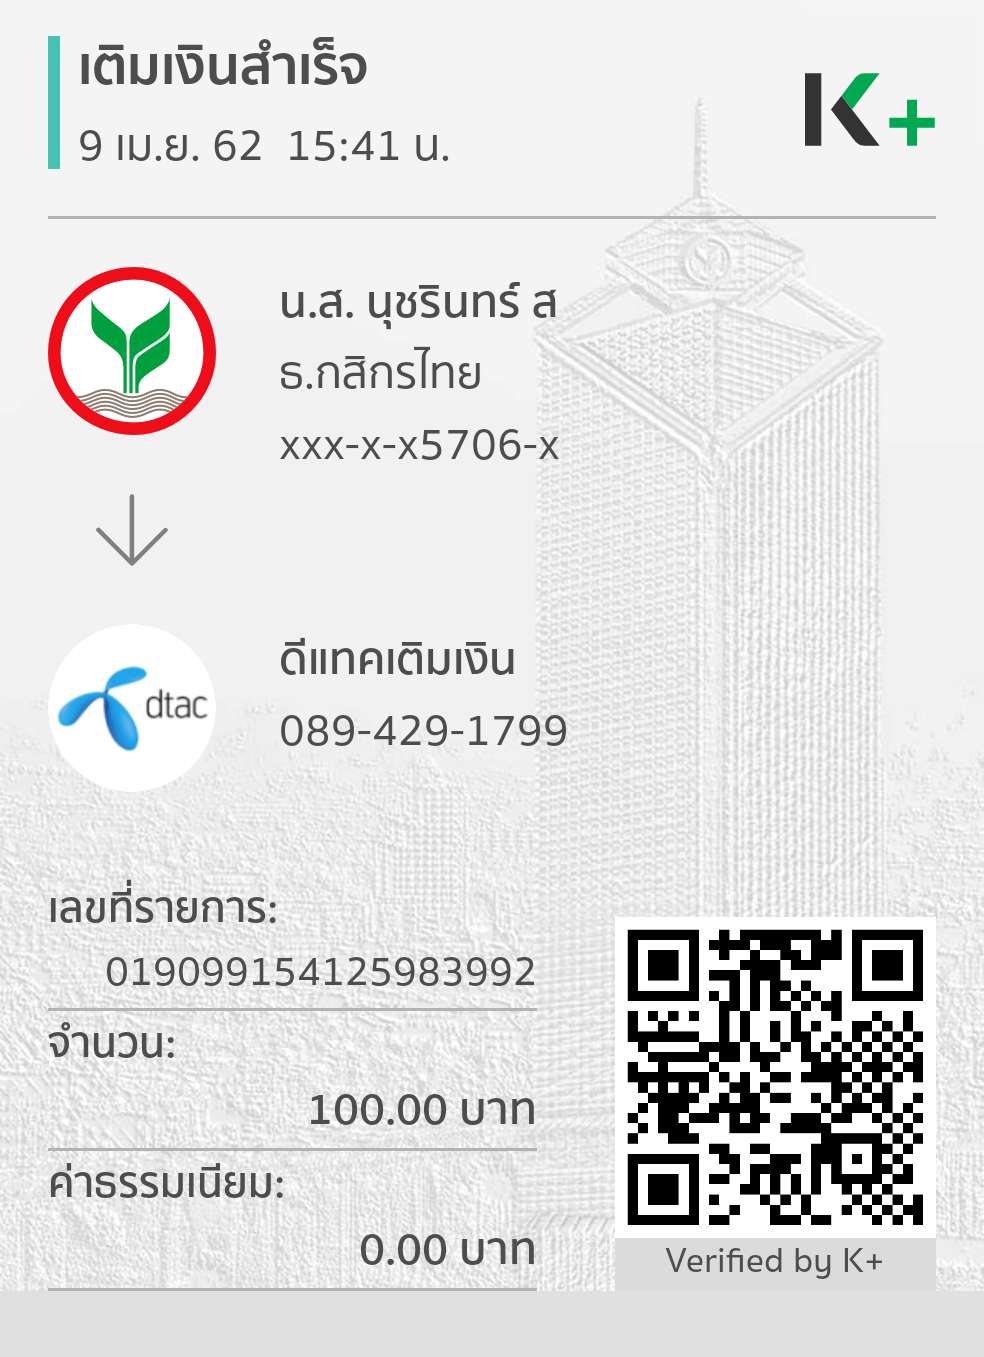 เติมเงินสำเร็จ
9 เม.ย. 62 15:41 น.
K+
น.ส. นุชรินทร์ ส
ธ.กสิกรไทย
xxx-x-x5706-x
dtac
ดีแทคเติมเงิน
089-429-1799
เลขที่รายการ:
019099154125983992
จำนวน:
100.00 บาท
ค่าธรรมเนียม:
0.00 บาท
Verified by K+